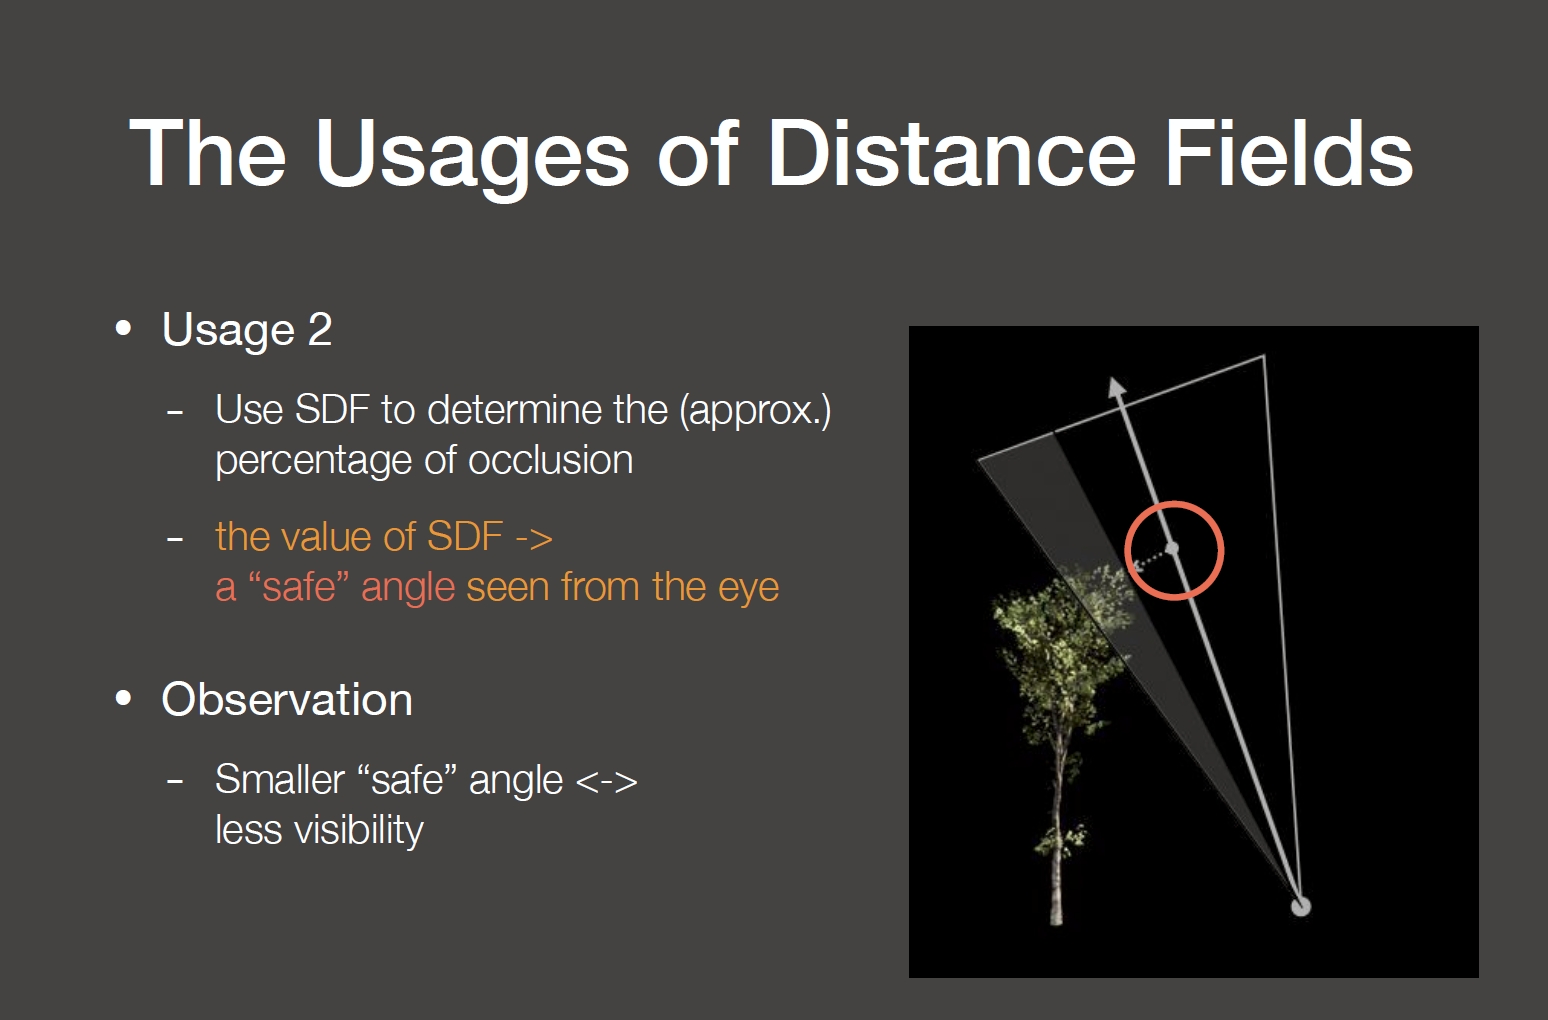 The Usages of Distance Fields
• Usage 2
- Use SDF to determine the (approx.)
percentage of occlusion
- the value of SDF ->
a “safe” angle seen from the eye
• Observation
- Smaller “safe” angle <->
less visibility